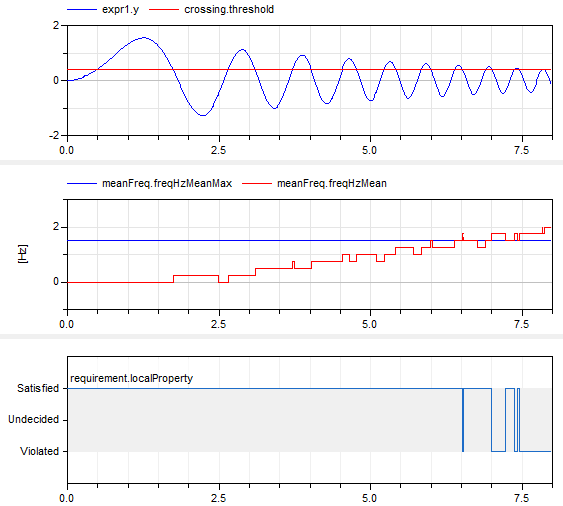 expr1.y crossing.threshold
2
0
-2
0.0 2.5 5.0 7.5
meanFreq.freqHzMeanMax meanFreq.freqHzMean
[Hz]
2
0
0.0 2.5 5.0 7.5
requirement.localProperty
Satisfied
Undecided
Violated
0.0 2.5 5.0 7.5